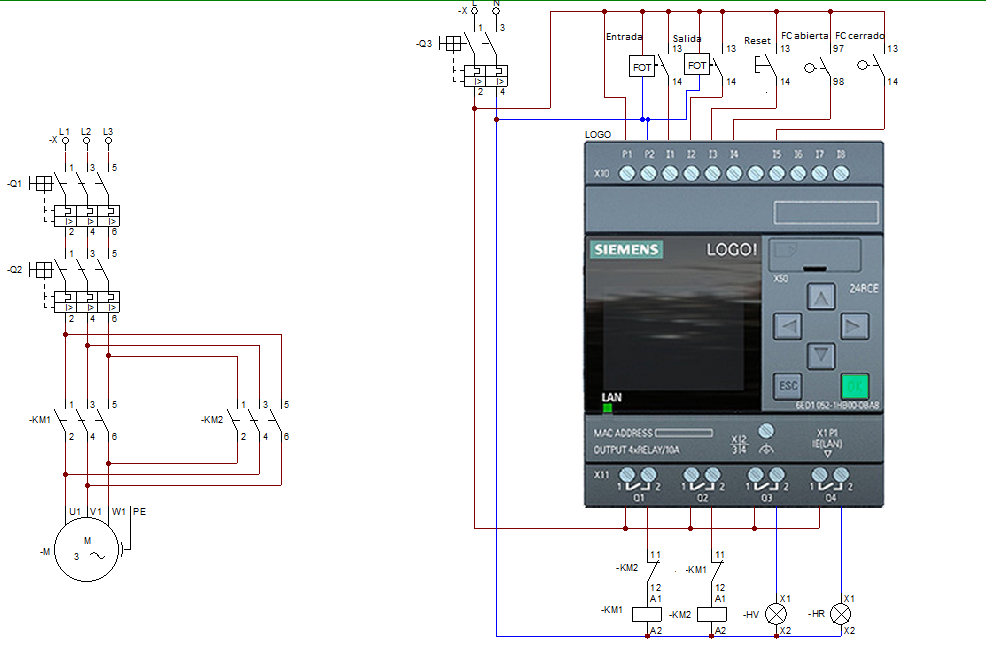 -X L N
1 3
-Q3
I> I>
2 4
Entrada Salida Reset FC abierta FC cerrado
13 13 13 97 13
FOT FOT
14 14 14 98 14
LOGO
P1 P2 I1 I2 I3 I4 I5 I6 I7 I8
X10
SIEMENS LOGO!
X50
24RCE
ESC OK
LAN
6ED1 052-1HB00-0BA8
MAC ADDRESS
OUTPUT 4xRELAY/10A
X12
3|4
X1 P1
IE(LAN)
X11
1 2 1 2 1 2 1 2
Q1 Q2 Q3 Q4
11 11
-KM2 -KM1
12 12
A1 A1 X1 X1
-KM1 -KM2 -HV -HR
A2 A2 X2 X2
L1 L2 L3
-X
1 3 5
-Q1
I> I> I>
2 4 6
1 3 5
-Q2
I> I> I>
2 4 6
1 3 5 1 3 5
-KM1 -KM2
2 4 6 2 4 6
U1 V1 W1 PE
-M
M
3